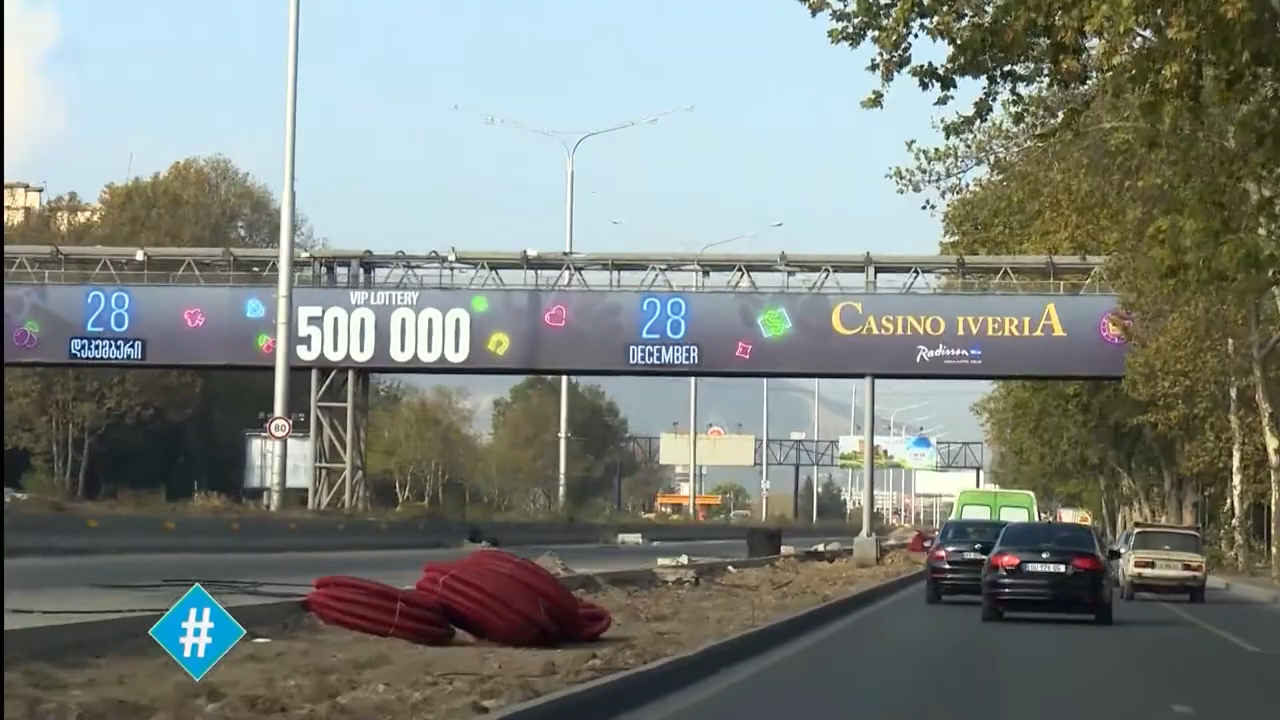 28
დეკემბერი
VIP LOTTERY
500 000
28
DECEMBER
CASINO IVERIA
Radisson
80
#